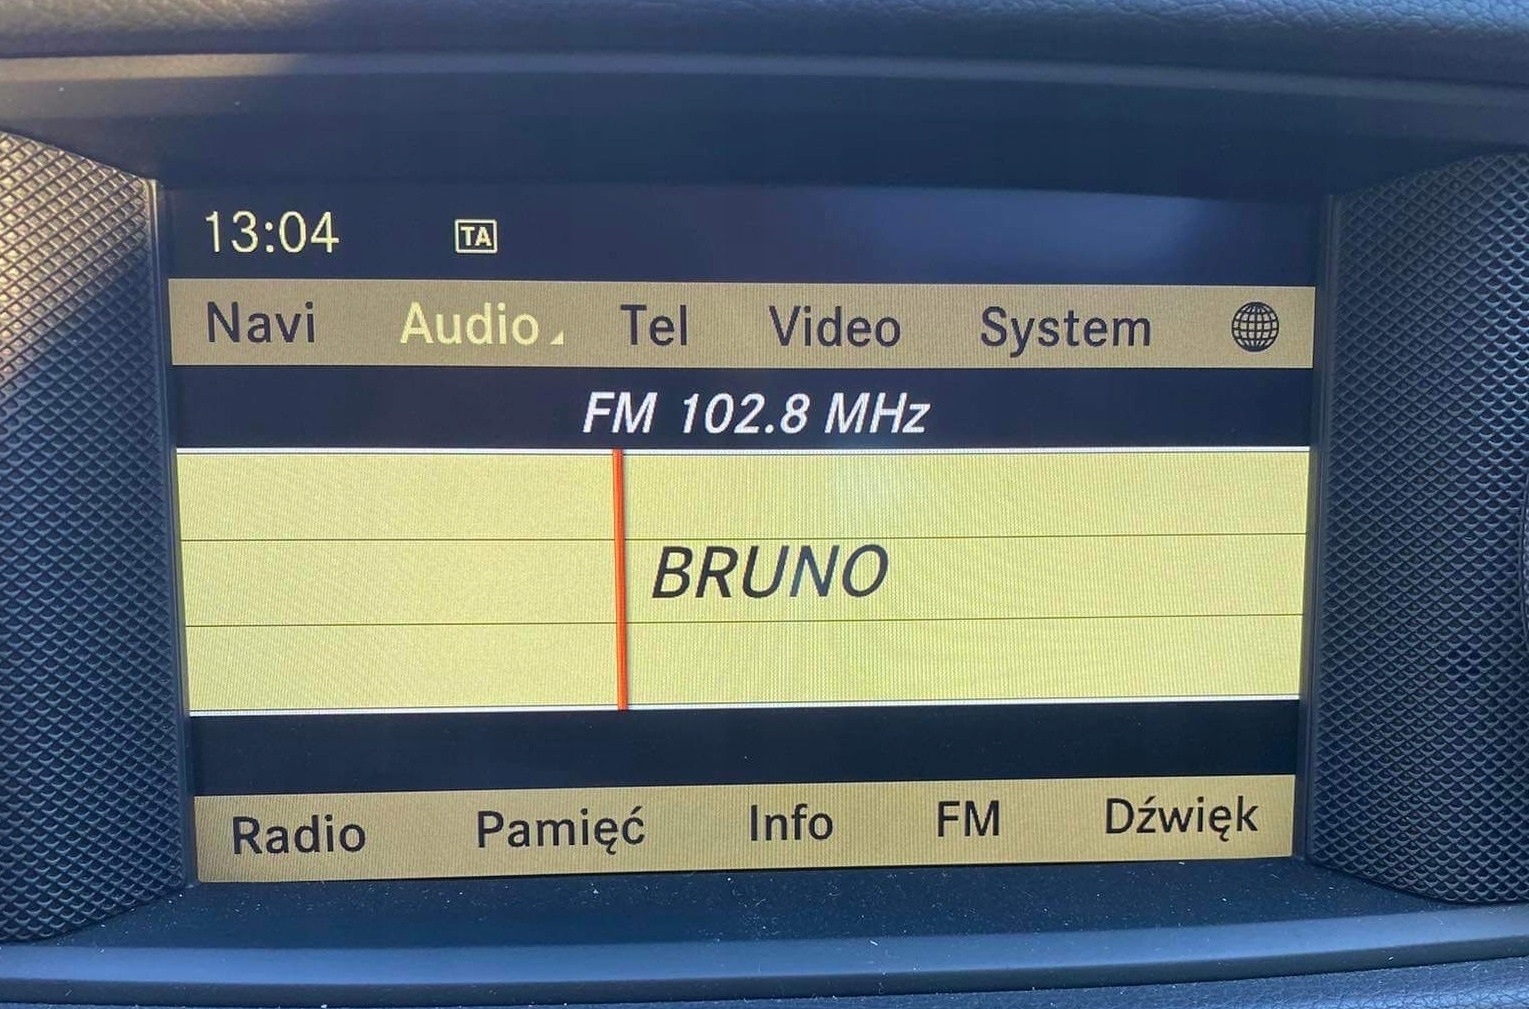 13:04 TA
Navi Audio Tel Video System
FM 102.8 MHz
BRUNO
Radio Pamięć Info FM Dźwięk